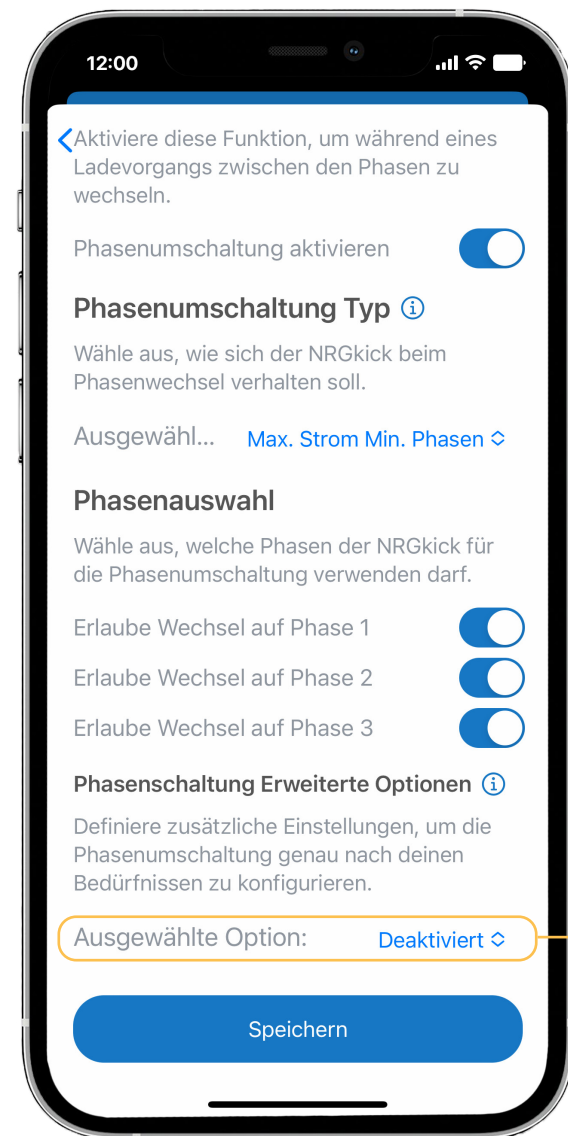 12:00
Aktiviere diese Funktion, um während eines
Ladevorgangs zwischen den Phasen zu
wechseln.
Phasenumschaltung aktivieren
Phasenumschaltung Typ
Wähle aus, wie sich der NRGkick beim
Phasenwechsel verhalten soll.
Ausgewähl... Max. Strom Min. Phasen
Phasenauswahl
Wähle aus, welche Phasen der NRGkick für
die Phasenumschaltung verwenden darf.
Erlaube Wechsel auf Phase 1
Erlaube Wechsel auf Phase 2
Erlaube Wechsel auf Phase 3
Phasenschaltung Erweiterte Optionen
Definiere zusätzliche Einstellungen, um die
Phasenumschaltung genau nach deinen
Bedürfnissen zu konfigurieren.
Ausgewählte Option: Deaktiviert
Speichern